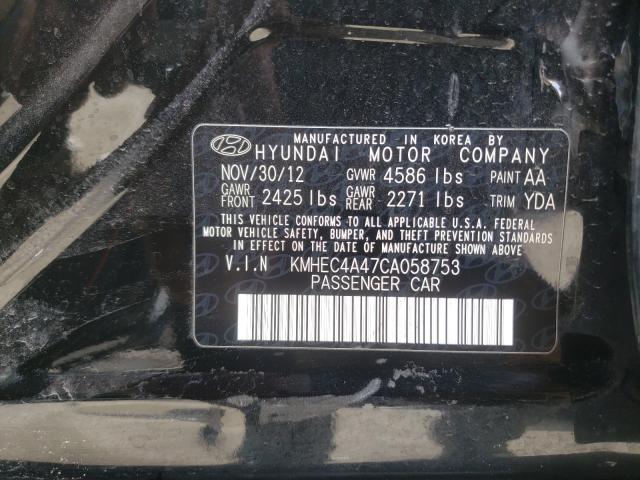 MANUFACTURED IN KOREA BY
HYUNDAI MOTOR COMPANY
NOV/30/12 GVWR 4586 lbs PAINT AA
GAWR FRONT 2425 lbs GAWR REAR 2271 lbs TRIM YDA
THIS VEHICLE CONFORMS TO ALL APPLICABLE U.S.A. FEDERAL
MOTOR VEHICLE SAFETY, BUMPER, AND THEFT PREVENTION STANDARDS
IN EFFECT ON THE DATE OF MANUFACTURE SHOWN ABOVE
V.I.N KMHEC4A47CA058753
PASSENGER CAR